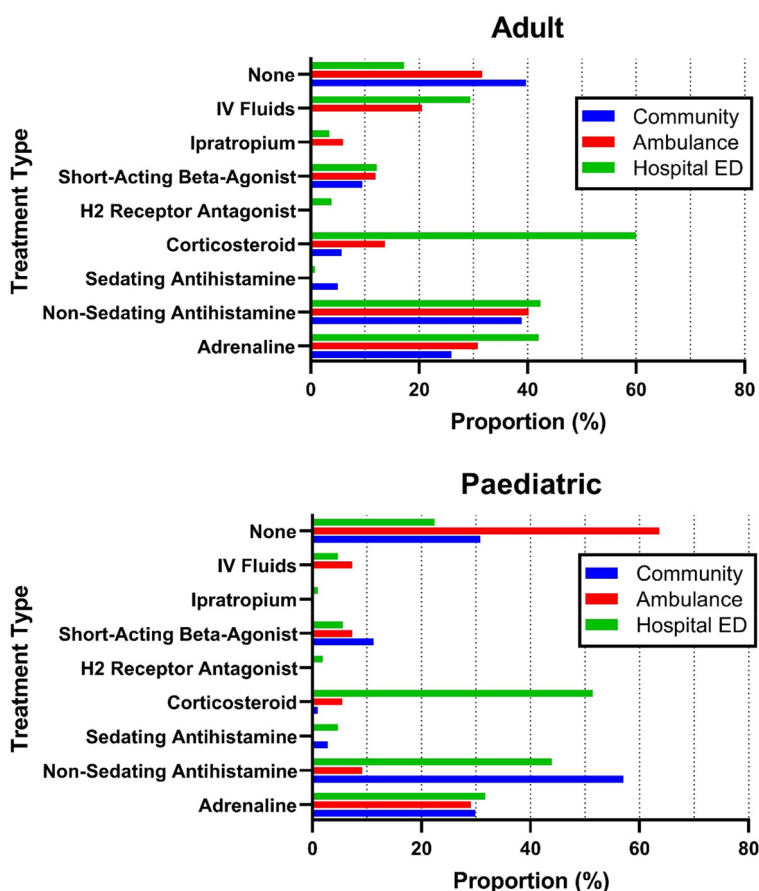 Adult
Treatment Type
None
IV Fluids
Ipratropium
Short-Acting Beta-Agonist
H2 Receptor Antagonist
Corticosteroid
Sedating Antihistamine
Non-Sedating Antihistamine
Adrenaline
Community
Ambulance
Hospital ED
0 20 40 60 80
Proportion (%)
Paediatric
Treatment Type
None
IV Fluids
Ipratropium
Short-Acting Beta-Agonist
H2 Receptor Antagonist
Corticosteroid
Sedating Antihistamine
Non-Sedating Antihistamine
Adrenaline
Community
Ambulance
Hospital ED
0 20 40 60 80
Proportion (%)